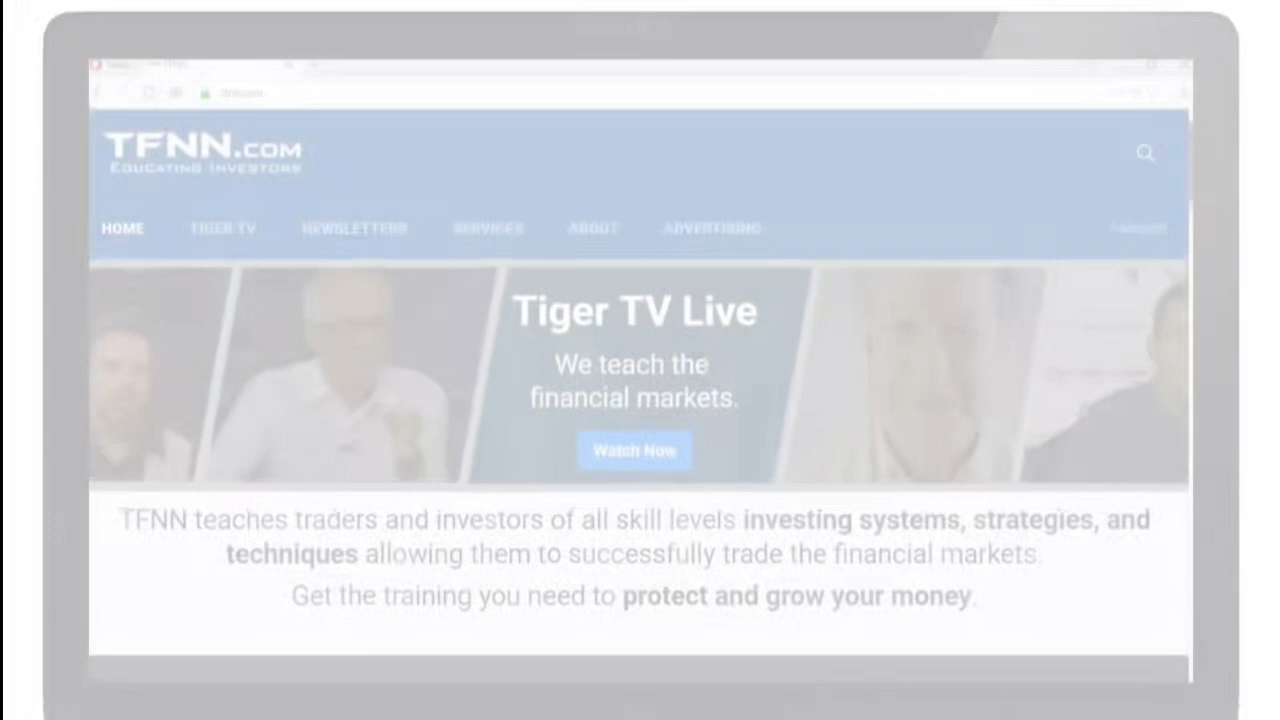 TFNN.COM
EDUCATING INVESTORS
HOME TIGER TV NEWSLETTERS SERVICES ABOUT ADVERTISING
Tiger TV Live
We teach the
financial markets.
Watch Now
TFNN teaches traders and investors of all skill levels investing systems, strategies, and
techniques allowing them to successfully trade the financial markets.
Get the training you need to protect and grow your money.